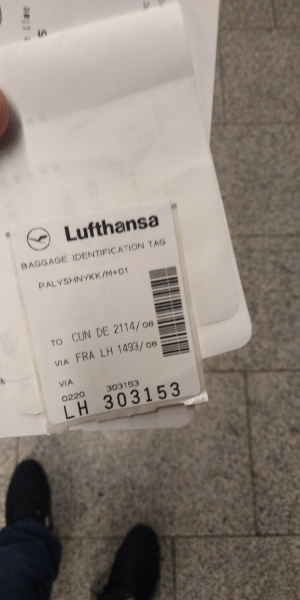 Lufthansa
BAGGAGE IDENTIFICATION TAG
PALYSHNYKK/M+01
TO CUN DE 2114/08
VIA FRA LH 1493/08
VIA
0220 303153
LH 303153